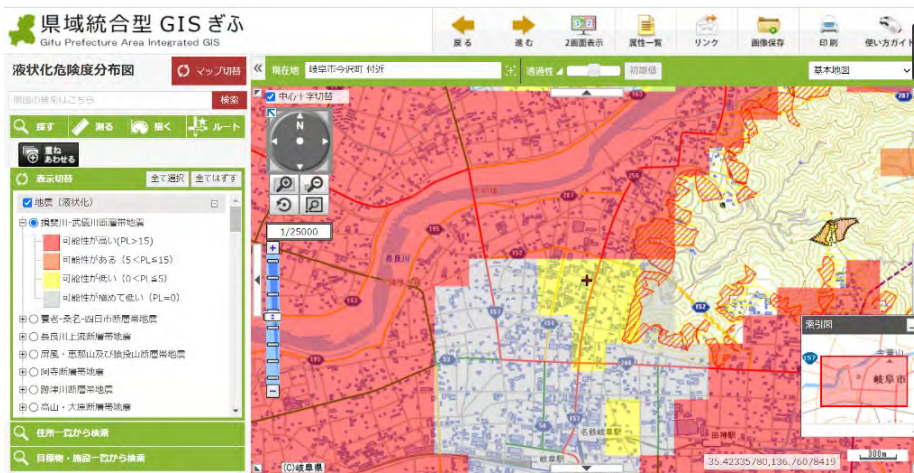 県域統合型 GIS ぎふ
Gifu Prefecture Area Integrated GIS
戻る
進む
2画面表示
属性一覧
リンク
画像保存
印刷
使い方ガイド
液状化危険度分布図
マップ切替
現在地
岐阜市今沢町 付近
透過性
初期値
基本地図
検索
探す
測る
描く
ルート
重ね
あわせる
表示切替
全て選択
全てはずす
地震（液状化）
揖斐川-武儀川断層帯地震
可能性が高い(PL>15)
可能性がある（5<PL≦15）
可能性が低い（0<PL≦5）
可能性が極めて低い（PL=0）
養老-桑名-四日市断層帯地震
長良川上流断層帯地震
屏風・恵那山及び猿投山断層帯地震
阿寺断層帯地震
跡津川断層帯地震
高山・大原断層帯地震
住所一覧から検索
目標物・施設一覧から検索
中心十字切替
N
1/25000
長良川
名鉄岐阜駅
岐阜駅
田神駅
索引図
岐阜市
157
300m
35.42335780,136.76078419
(C)岐阜県